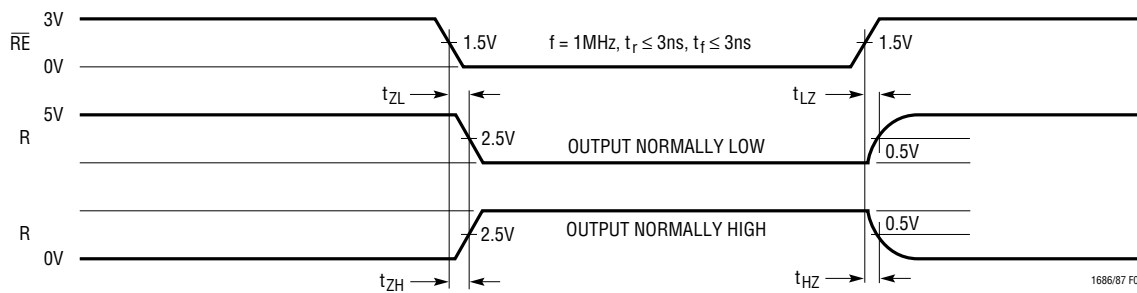 3V
RE
1.5V
f = 1MHz, tr ≤ 3ns, tf ≤ 3ns
1.5V
0V
tZL
tLZ
5V
R
2.5V
OUTPUT NORMALLY LOW
0.5V
R
2.5V
OUTPUT NORMALLY HIGH
0.5V
0V
tZH
tHZ
1686/87